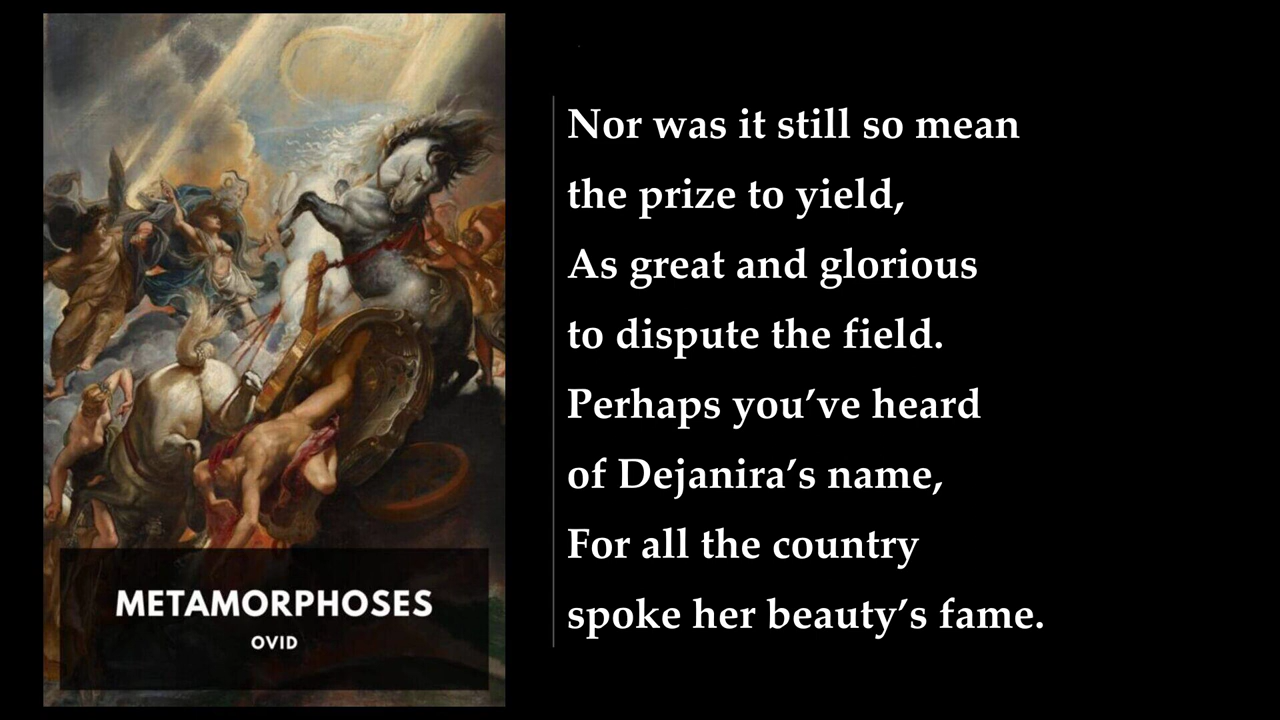 METAMORPHOSES
OVID
Nor was it still so mean
the prize to yield,
As great and glorious
to dispute the field.
Perhaps you’ve heard
of Dejanira’s name,
For all the country
spoke her beauty’s fame.